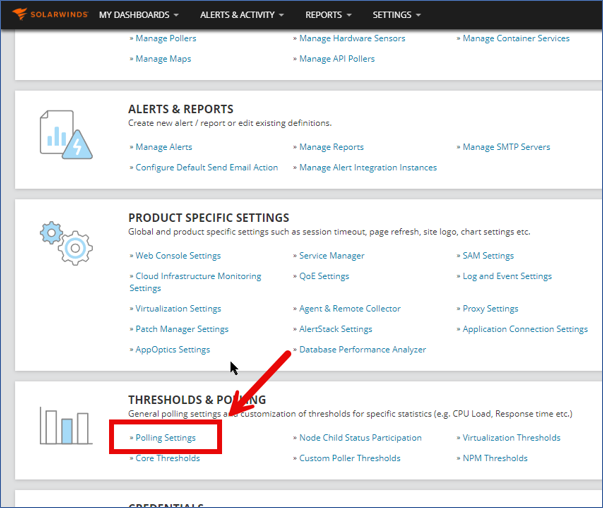 SOLARWINDS MY DASHBOARDS ALERTS & ACTIVITY REPORTS SETTINGS
» Manage Pollers » Manage Hardware Sensors » Manage Container Services
» Manage Maps » Manage API Pollers
ALERTS & REPORTS
Create new alert / report or edit existing definitions.
» Manage Alerts » Manage Reports » Manage SMTP Servers
» Configure Default Send Email Action » Manage Alert Integration Instances
PRODUCT SPECIFIC SETTINGS
Global and product specific settings such as session timeout, page refresh, site logo, chart settings etc.
» Web Console Settings » Service Manager » SAM Settings
» Cloud Infrastructure Monitoring Settings » QoE Settings » Log and Event Settings
» Virtualization Settings » Agent & Remote Collector » Proxy Settings
» Patch Manager Settings » AlertStack Settings » Application Connection Settings
» AppOptics Settings » Database Performance Analyzer
THRESHOLDS & POLLING
General polling settings and customization of thresholds for specific statistics (e.g. CPU Load, Response time etc.)
» Polling Settings » Node Child Status Participation » Virtualization Thresholds
» Core Thresholds » Custom Poller Thresholds » NPM Thresholds
CREDENTIALS